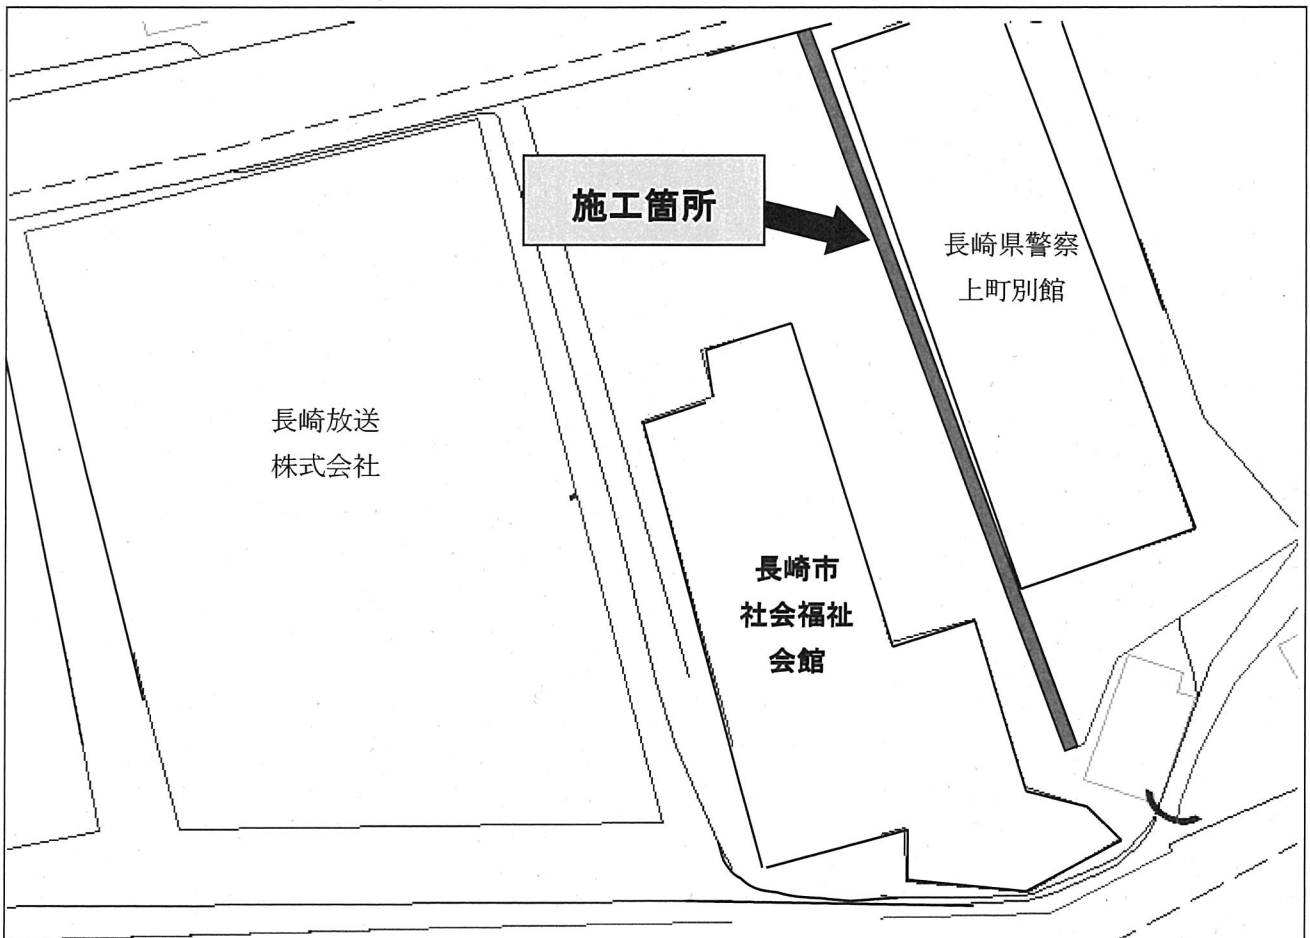 施工箇所
長崎県警察
上町別館
長崎放送
株式会社
長崎市
社会福祉
会館